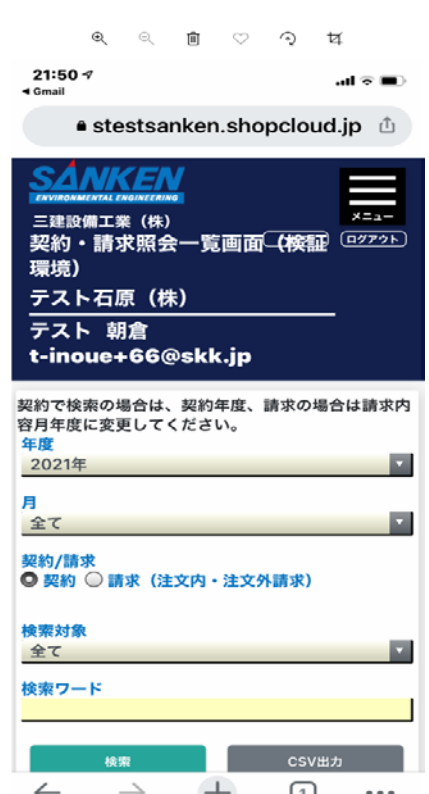 21:50
◀ Gmail
stestsanken.shopcloud.jp
SANKEN
ENVIRONMENTAL ENGINEERING
メニュー
三建設備工業（株）
契約・請求照会一覧画面（検証
環境）
ログアウト
テスト石原（株）
テスト 朝倉
t-inoue+66@skk.jp
契約で検索の場合は、契約年度、請求の場合は請求内
容月年度に変更してください。
年度
2021年
月
全て
契約/請求
契約 請求（注文内・注文外請求）
検索対象
全て
検索ワード
検索 CSV出力
1